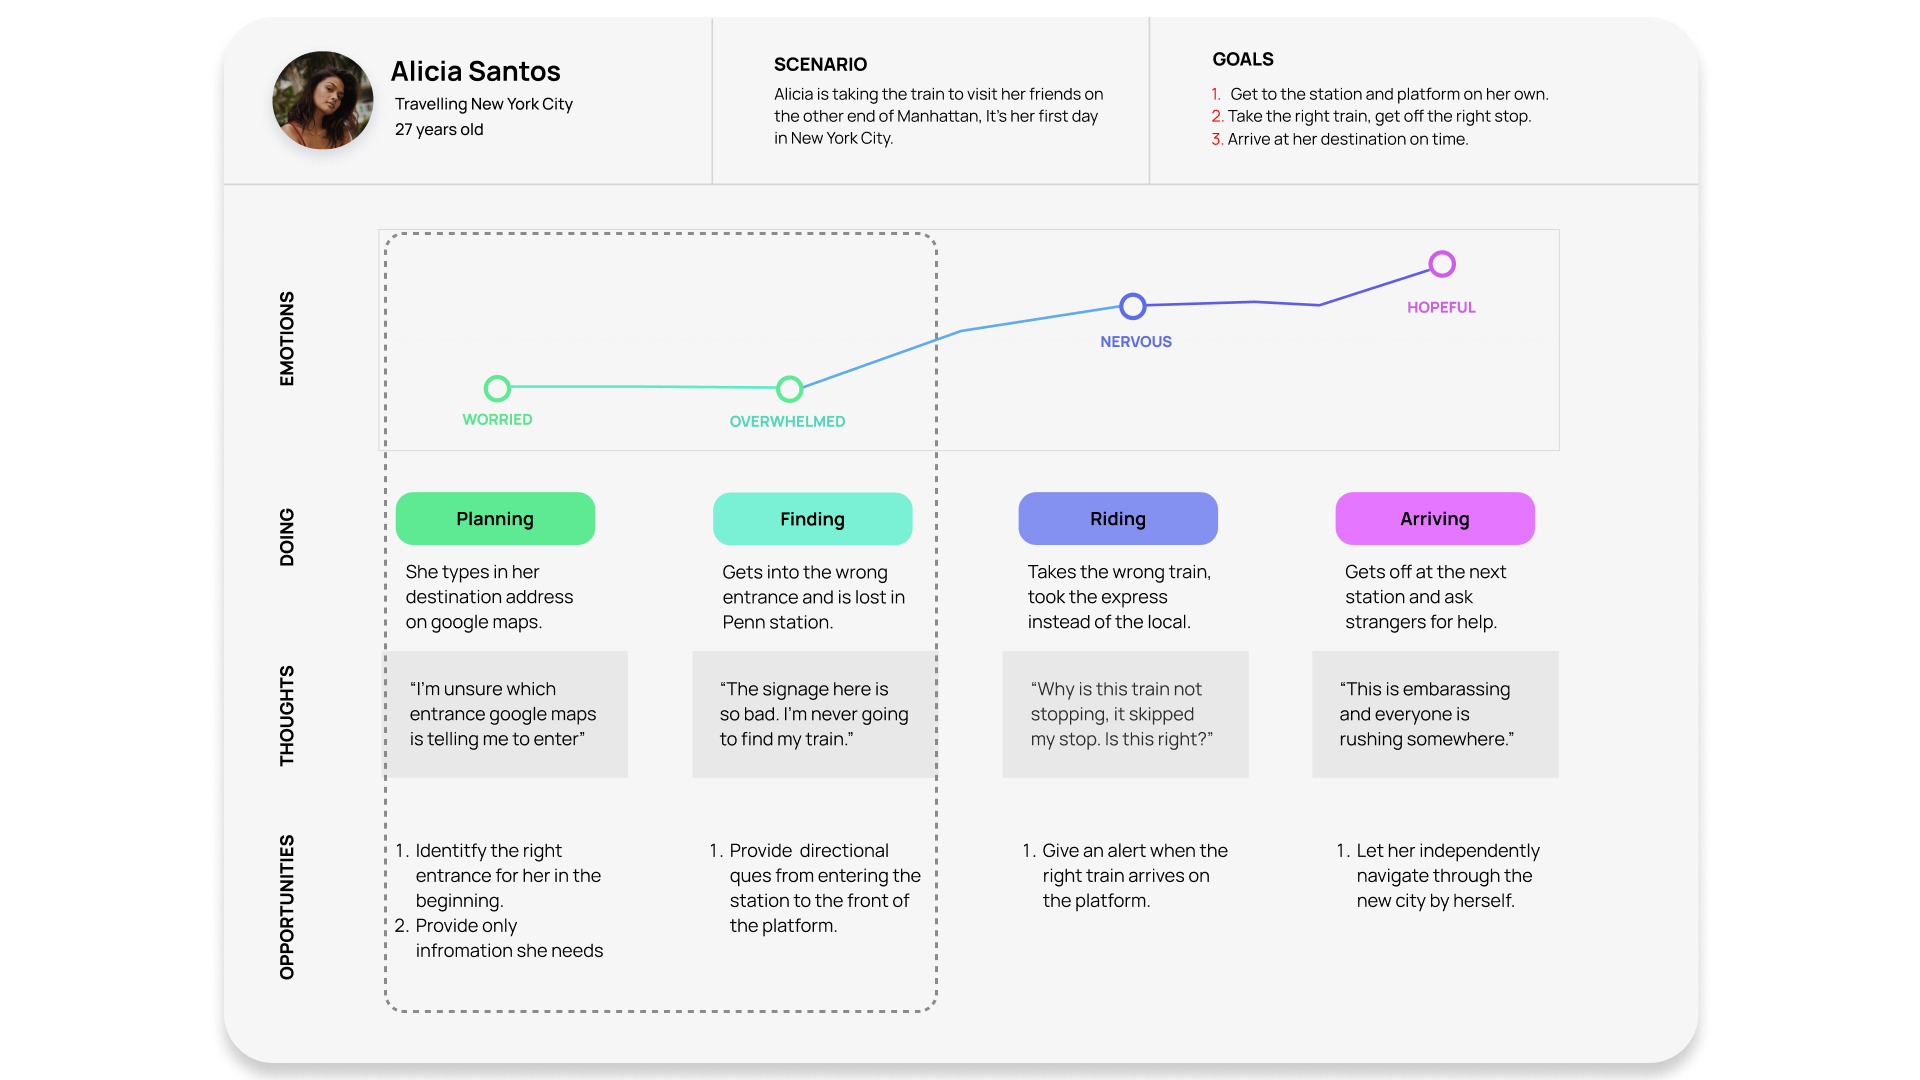 Alicia Santos
Travelling New York City
27 years old
SCENARIO
Alicia is taking the train to visit her friends on
the other end of Manhattan, It's her first day
in New York City.
GOALS
1. Get to the station and platform on her own.
2. Take the right train, get off the right stop.
3. Arrive at her destination on time.
EMOTIONS
WORRIED
OVERWHELMED
NERVOUS
HOPEFUL
DOING
Planning
She types in her
destination address
on google maps.
Finding
Gets into the wrong
entrance and is lost in
Penn station.
Riding
Takes the wrong train,
took the express
instead of the local.
Arriving
Gets off at the next
station and ask
strangers for help.
THOUGHTS
“I'm unsure which
entrance google maps
is telling me to enter”
“The signage here is
so bad. I'm never going
to find my train.”
“Why is this train not
stopping, it skipped
my stop. Is this right?”
“This is embarassing
and everyone is
rushing somewhere.”
OPPORTUNITIES
1. Identitfy the right
entrance for her in the
beginning.
2. Provide only
infromation she needs
1. Provide directional
ques from entering the
station to the front of
the platform.
1. Give an alert when the
right train arrives on
the platform.
1. Let her independently
navigate through the
new city by herself.